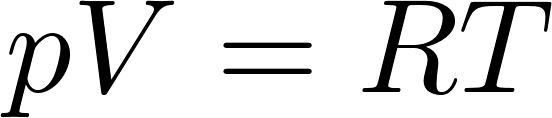 pV = RT